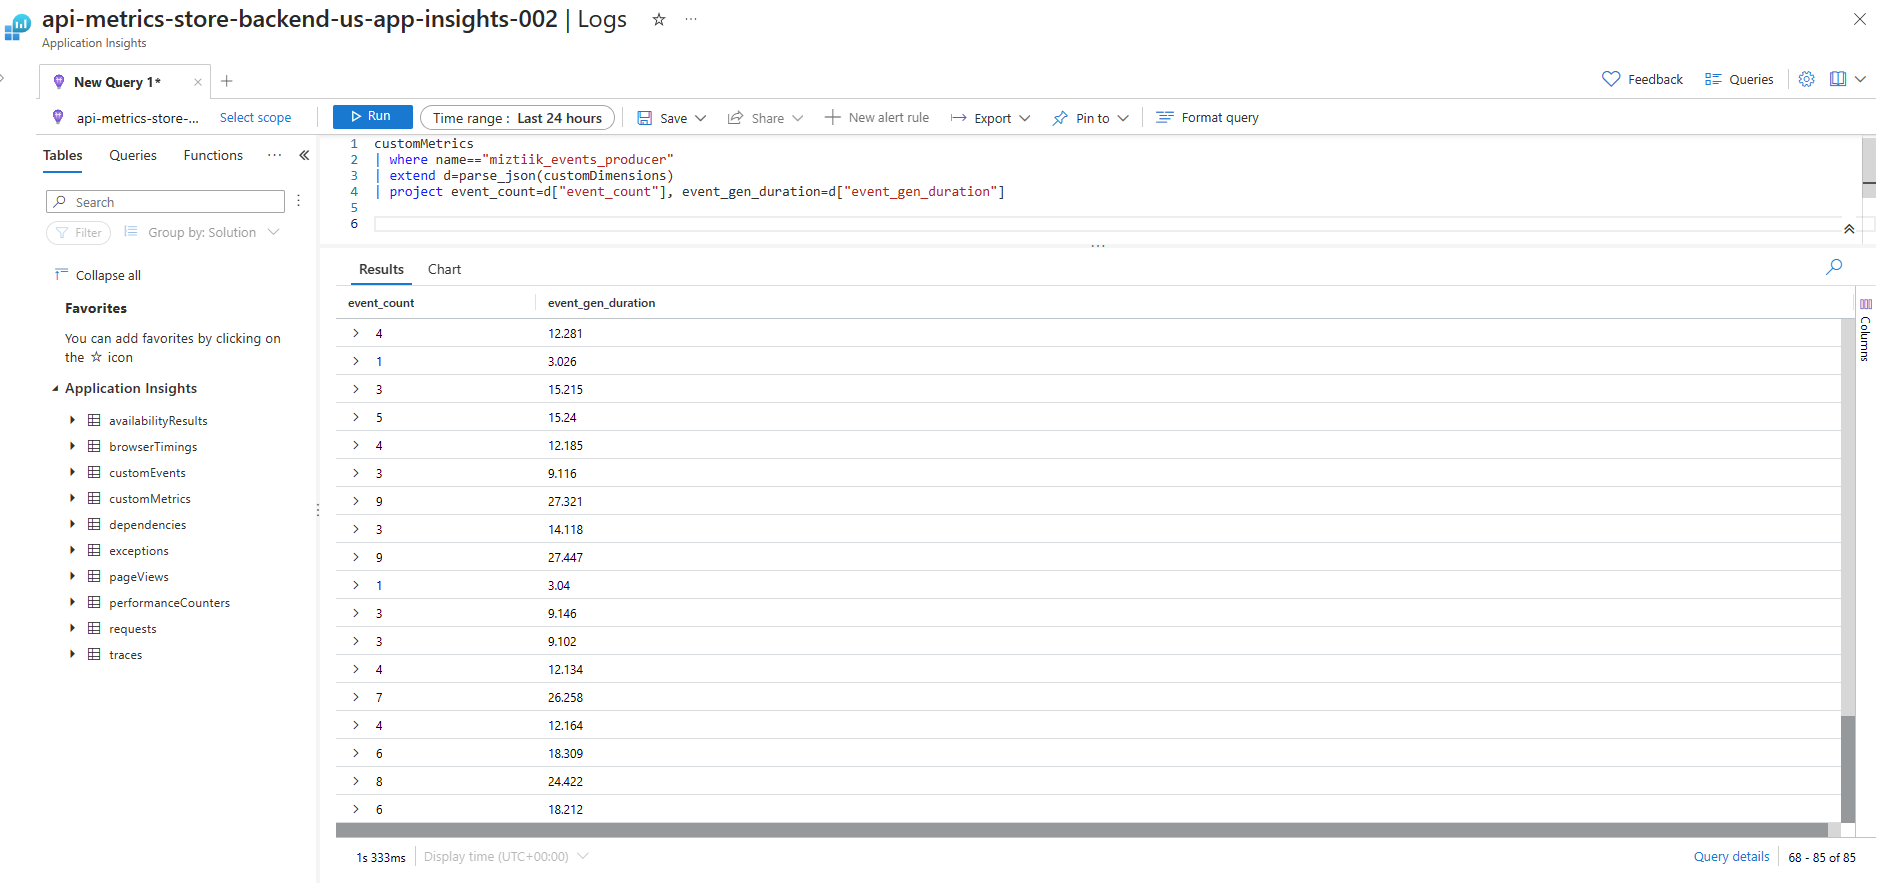 api-metrics-store-backend-us-app-insights-002 | Logs
Application Insights
New Query 1*
Feedback
Queries
api-metrics-store-...
Select scope
Run
Time range : Last 24 hours
Save
Share
New alert rule
Export
Pin to
Format query
Tables
Queries
Functions
Search
Filter
Group by: Solution
Collapse all
Favorites
You can add favorites by clicking on
the ☆ icon
Application Insights
availabilityResults
browserTimings
customEvents
customMetrics
dependencies
exceptions
pageViews
performanceCounters
requests
traces
1 customMetrics
2 | where name=="miztiik_events_producer"
3 | extend d=parse_json(customDimensions)
4 | project event_count=d["event_count"], event_gen_duration=d["event_gen_duration"]
5
6
Results
Chart
event_count event_gen_duration
4 12.281
1 3.026
3 15.215
5 15.24
4 12.185
3 9.116
9 27.321
3 14.118
9 27.447
1 3.04
3 9.146
3 9.102
4 12.134
7 26.258
4 12.164
6 18.309
8 24.422
6 18.212
Columns
1s 333ms
Display time (UTC+00:00)
Query details
68 - 85 of 85